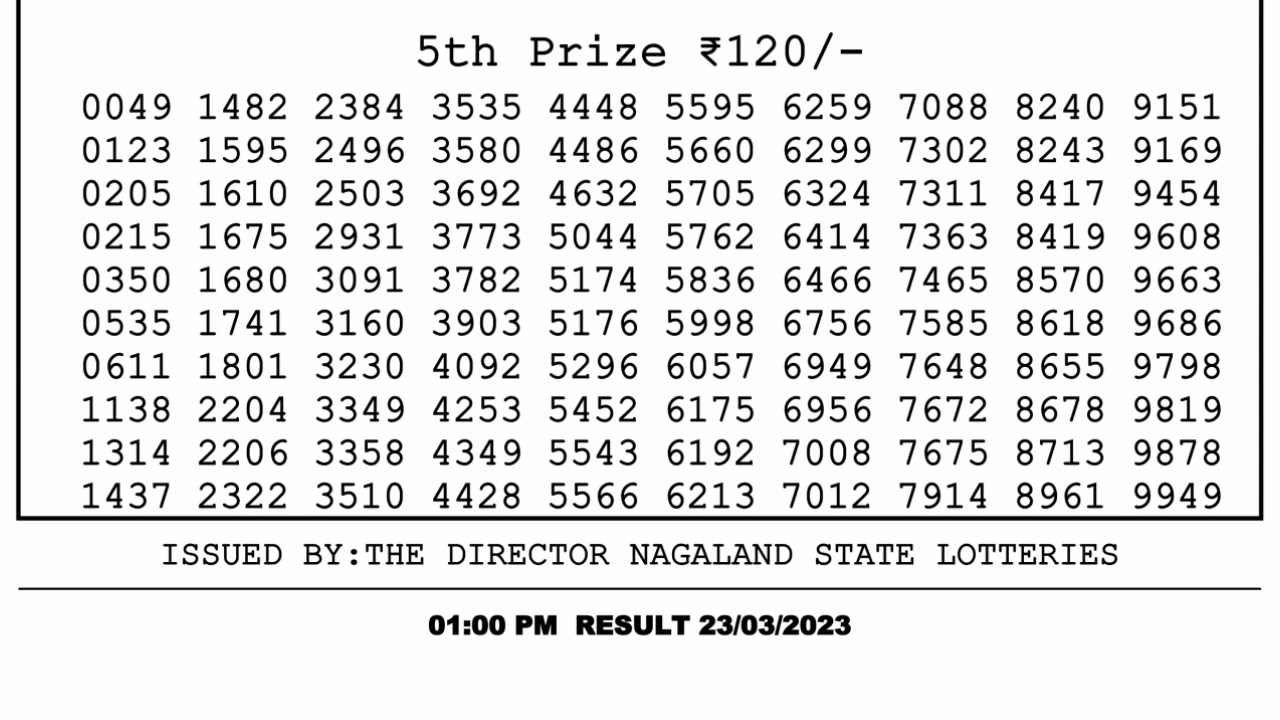 5th Prize ₹120/-
0049 1482 2384 3535 4448 5595 6259 7088 8240 9151
0123 1595 2496 3580 4486 5660 6299 7302 8243 9169
0205 1610 2503 3692 4632 5705 6324 7311 8417 9454
0215 1675 2931 3773 5044 5762 6414 7363 8419 9608
0350 1680 3091 3782 5174 5836 6466 7465 8570 9663
0535 1741 3160 3903 5176 5998 6756 7585 8618 9686
0611 1801 3230 4092 5296 6057 6949 7648 8655 9798
1138 2204 3349 4253 5452 6175 6956 7672 8678 9819
1314 2206 3358 4349 5543 6192 7008 7675 8713 9878
1437 2322 3510 4428 5566 6213 7012 7914 8961 9949
ISSUED BY:THE DIRECTOR NAGALAND STATE LOTTERIES
01:00 PM RESULT 23/03/2023